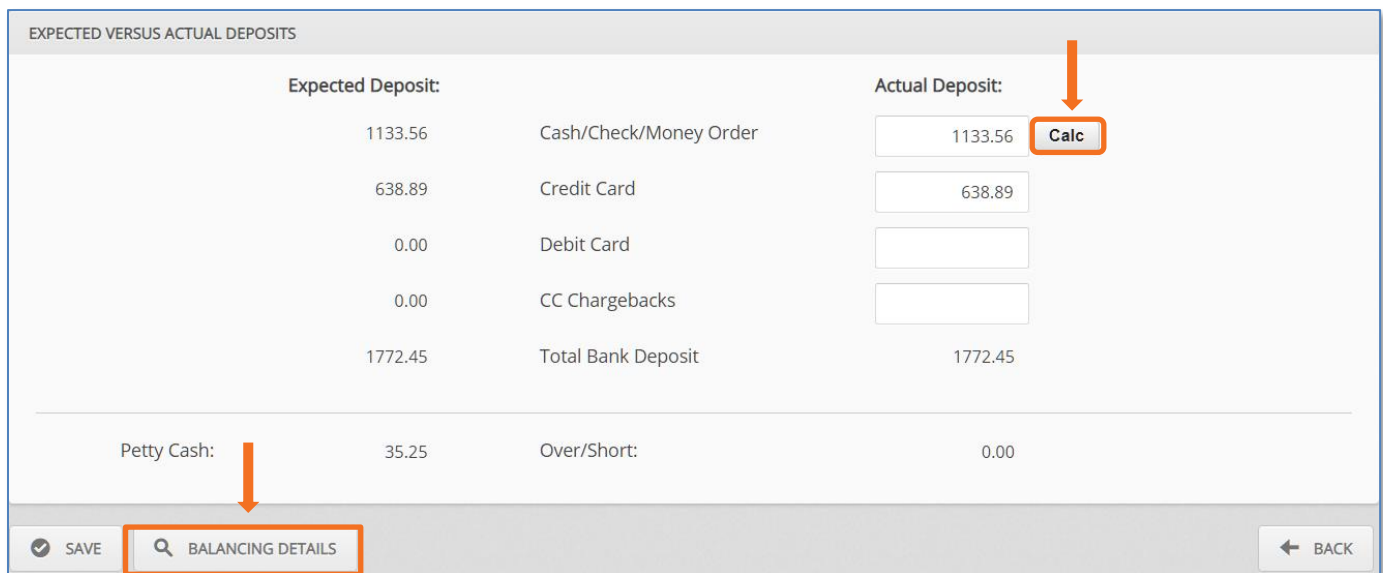 EXPECTED VERSUS ACTUAL DEPOSITS
Expected Deposit: Actual Deposit:
1133.56 Cash/Check/Money Order 1133.56 Calc
638.89 Credit Card 638.89
0.00 Debit Card
0.00 CC Chargebacks
1772.45 Total Bank Deposit 1772.45
Petty Cash: 35.25 Over/Short: 0.00
SAVE BALANCING DETAILS BACK